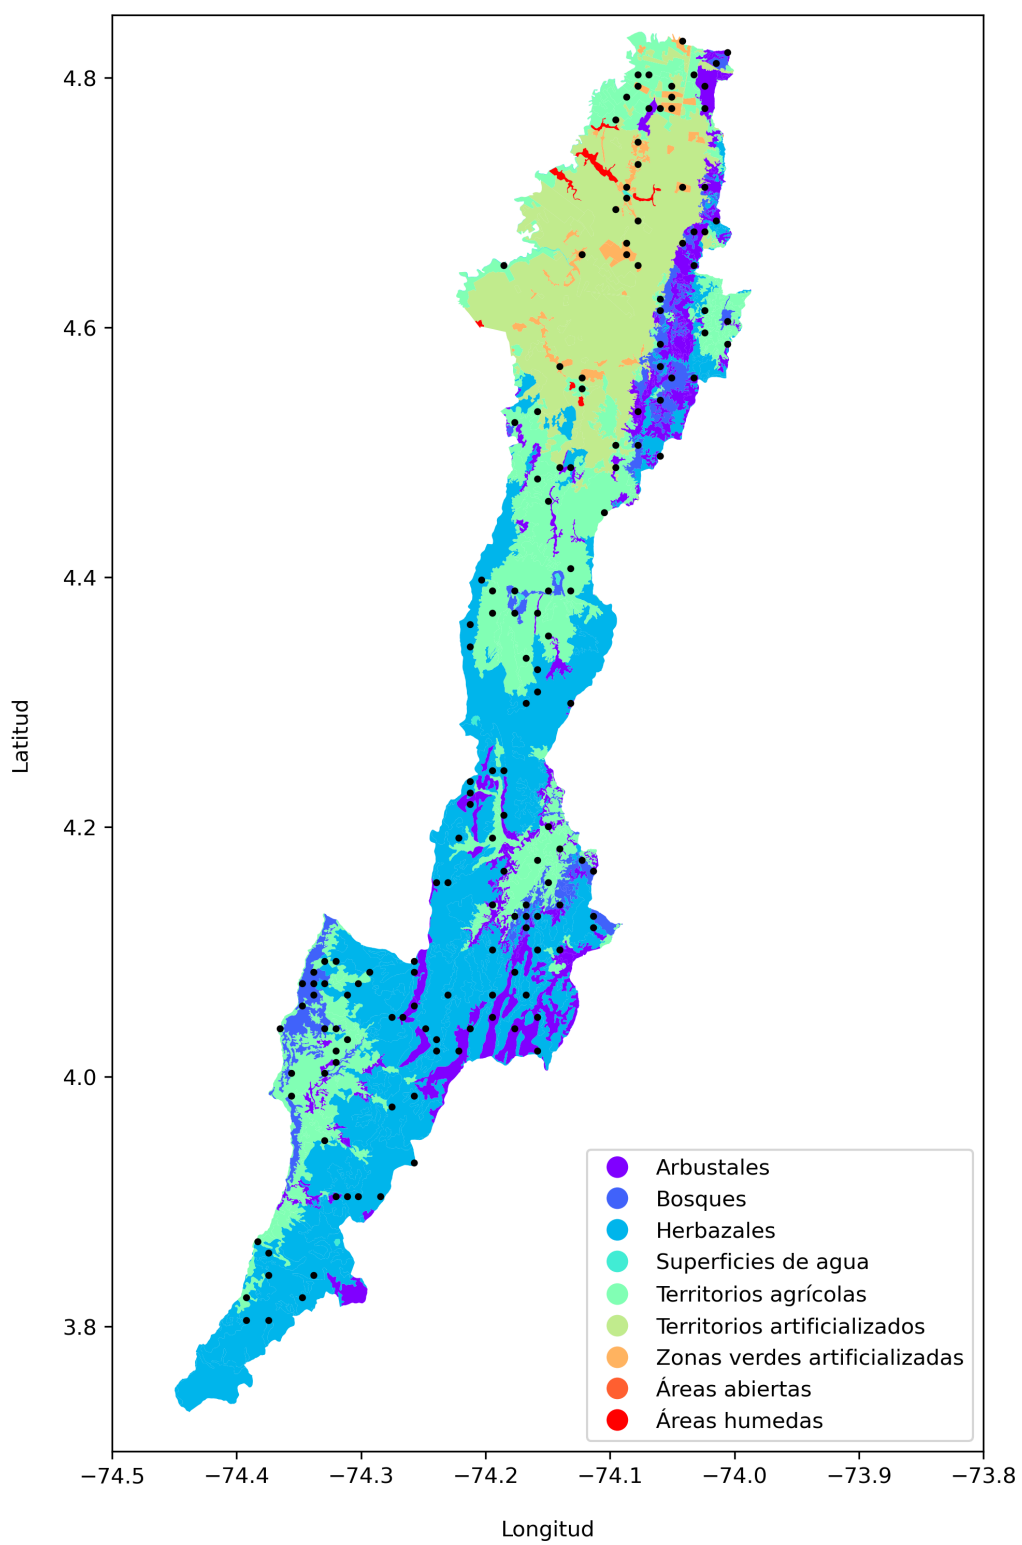 4.8
4.6
4.4
4.2
4.0
3.8
Latitud
Arbustales
Bosques
Herbazales
Superficies de agua
Territorios agrícolas
Territorios artificializados
Zonas verdes artificializadas
Áreas abiertas
Áreas humedas
−74.5 −74.4 −74.3 −74.2 −74.1 −74.0 −73.9 −73.8
Longitud